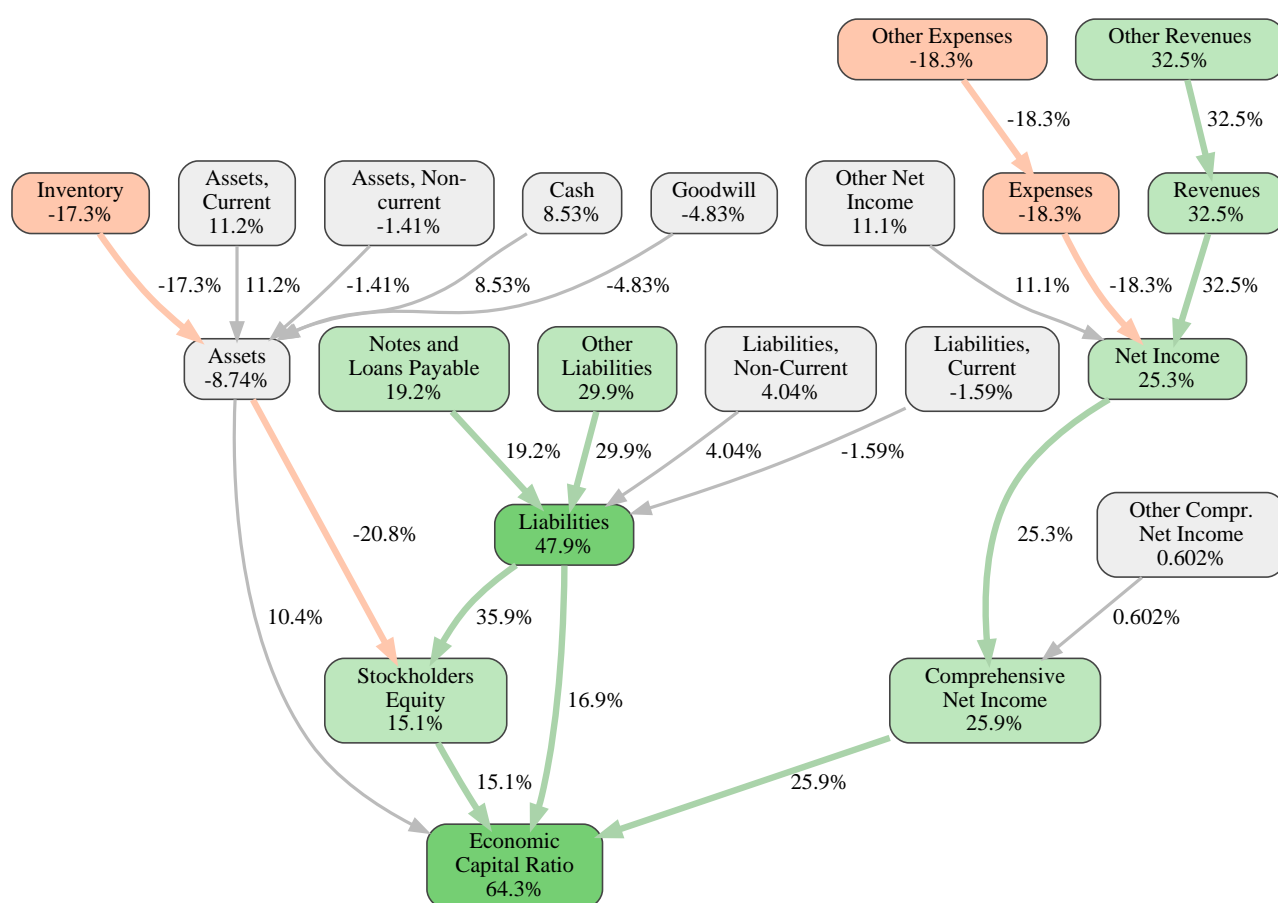 Other Expenses
-18.3%
Other Revenues
32.5%
-18.3%
32.5%
Inventory
-17.3%
Assets,
Current
11.2%
Assets, Non-
current
-1.41%
Cash
8.53%
Goodwill
-4.83%
Other Net
Income
11.1%
Expenses
-18.3%
Revenues
32.5%
-17.3%
11.2%
-1.41%
8.53%
-4.83%
11.1%
-18.3%
32.5%
Assets
-8.74%
Notes and
Loans Payable
19.2%
Other
Liabilities
29.9%
Liabilities,
Non-Current
4.04%
Liabilities,
Current
-1.59%
Net Income
25.3%
19.2%
29.9%
4.04%
-1.59%
-20.8%
Liabilities
47.9%
25.3%
Other Compr.
Net Income
0.602%
10.4%
35.9%
0.602%
Stockholders
Equity
15.1%
16.9%
Comprehensive
Net Income
25.9%
15.1%
25.9%
Economic
Capital Ratio
64.3%